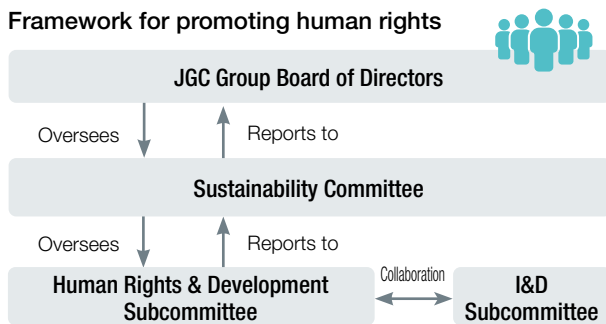 Framework for promoting human rights
JGC Group Board of Directors
Oversees
Reports to
Sustainability Committee
Oversees
Reports to
Human Rights & Development
Subcommittee
Collaboration
I&D
Subcommittee